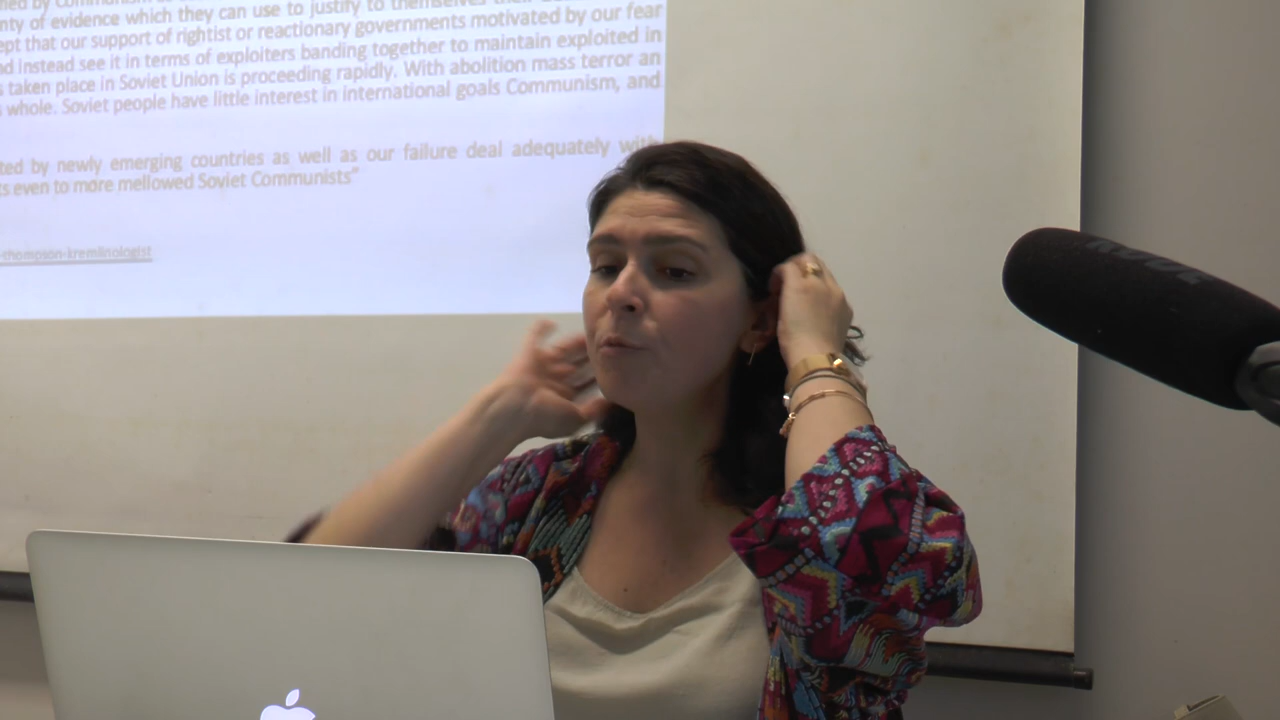 nty of evidence which they can use to justify to themselves their
ept that our support of rightist or reactionary governments motivated by our fear
nd instead see it in terms of exploiters banding together to maintain exploited in
s taken place in Soviet Union is proceeding rapidly. With abolition mass terror an
s whole. Soviet people have little interest in international goals Communism, and
ted by newly emerging countries as well as our failure deal adequately with
ts even to more mellowed Soviet Communists”
-thompson-kremlinologist
RODE